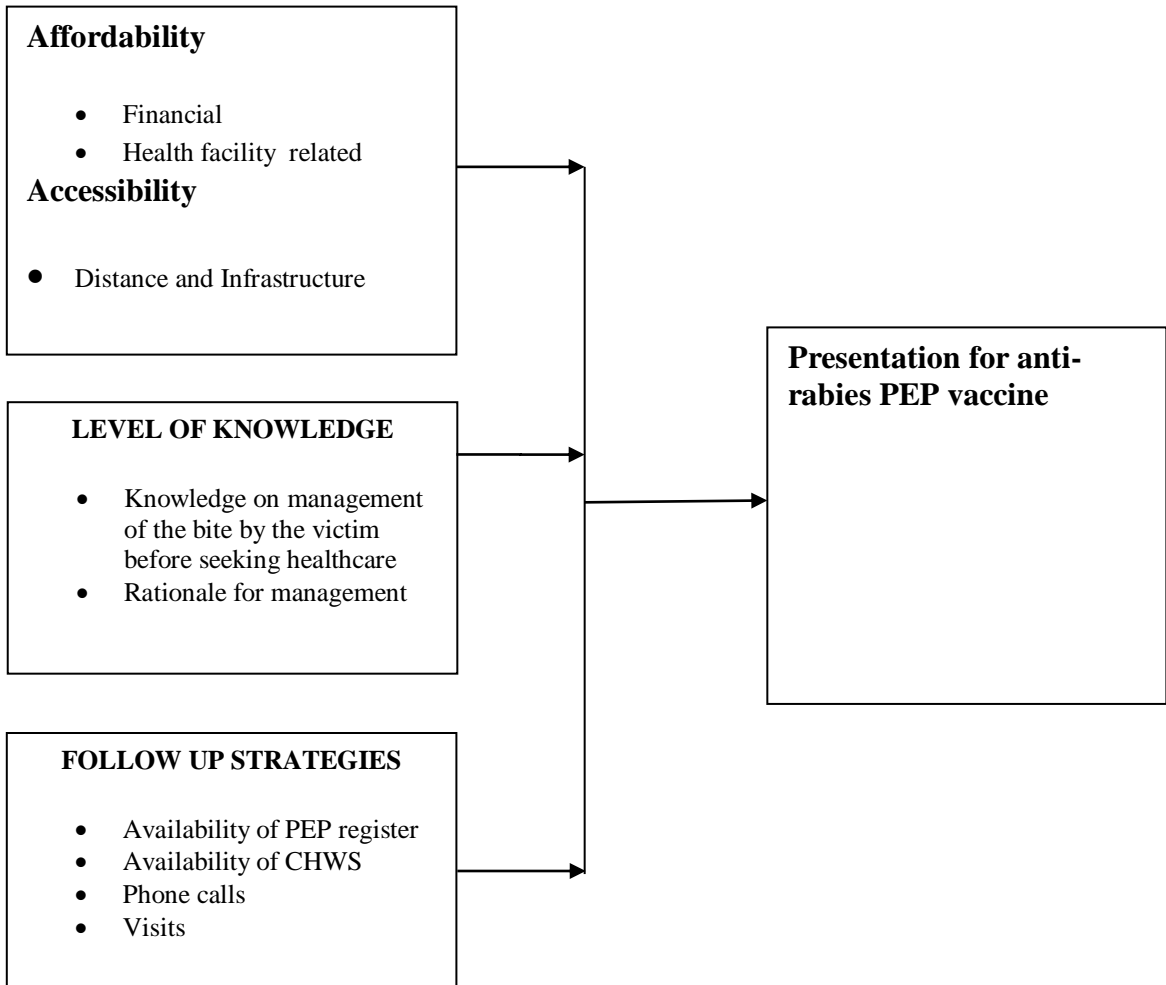 Affordability
• Financial
• Health facility related
Accessibility
• Distance and Infrastructure
LEVEL OF KNOWLEDGE
• Knowledge on management
of the bite by the victim
before seeking healthcare
• Rationale for management
FOLLOW UP STRATEGIES
• Availability of PEP register
• Availability of CHWS
• Phone calls
• Visits
Presentation for anti-
rabies PEP vaccine